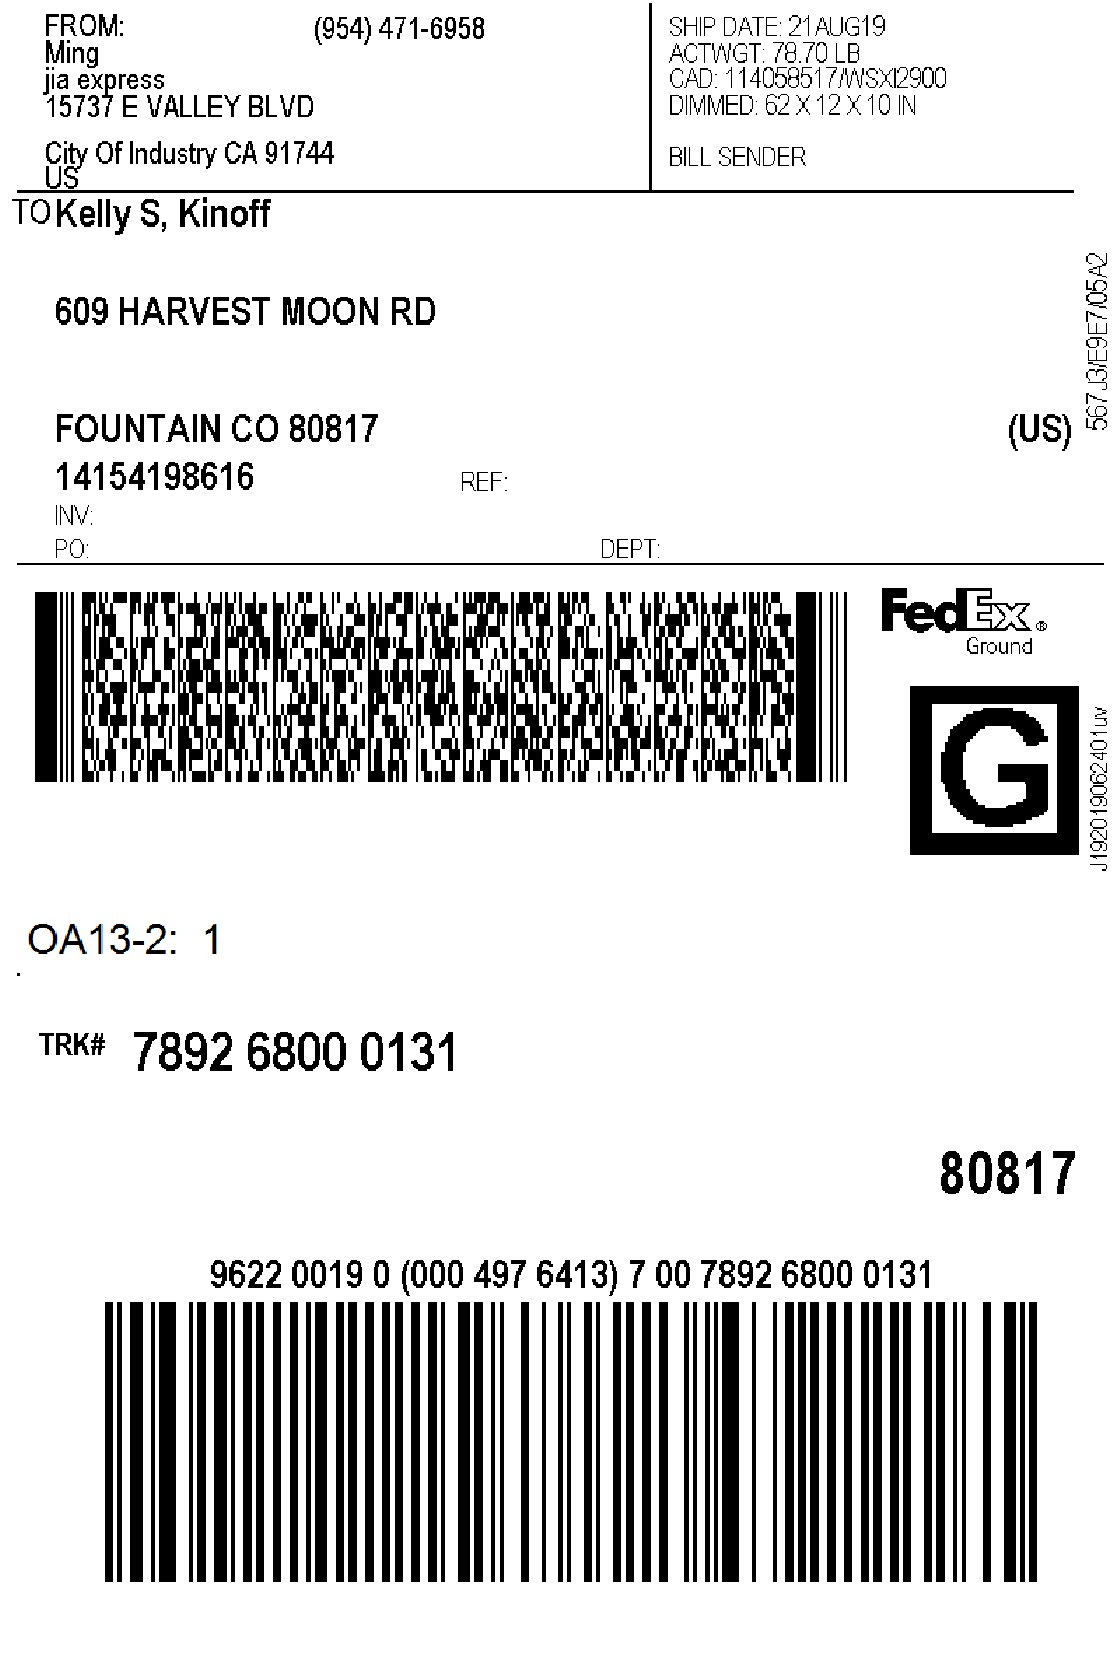 FROM: (954) 471-6958
Ming
jia express
15737 E VALLEY BLVD
City Of Industry CA 91744
US
SHIP DATE: 21AUG19
ACTWGT: 78.70 LB
CAD: 114058517/WSXI2900
DIMMED: 62 X 12 X 10 IN
BILL SENDER
TO Kelly S, Kinoff
609 HARVEST MOON RD
FOUNTAIN CO 80817 (US)
14154198616 REF:
INV:
PO: DEPT:
567J3/E9E7/05A2
FedEx®
Ground
G
J192019062401uv
OA13-2: 1
TRK# 7892 6800 0131
80817
9622 0019 0 (000 497 6413) 7 00 7892 6800 0131